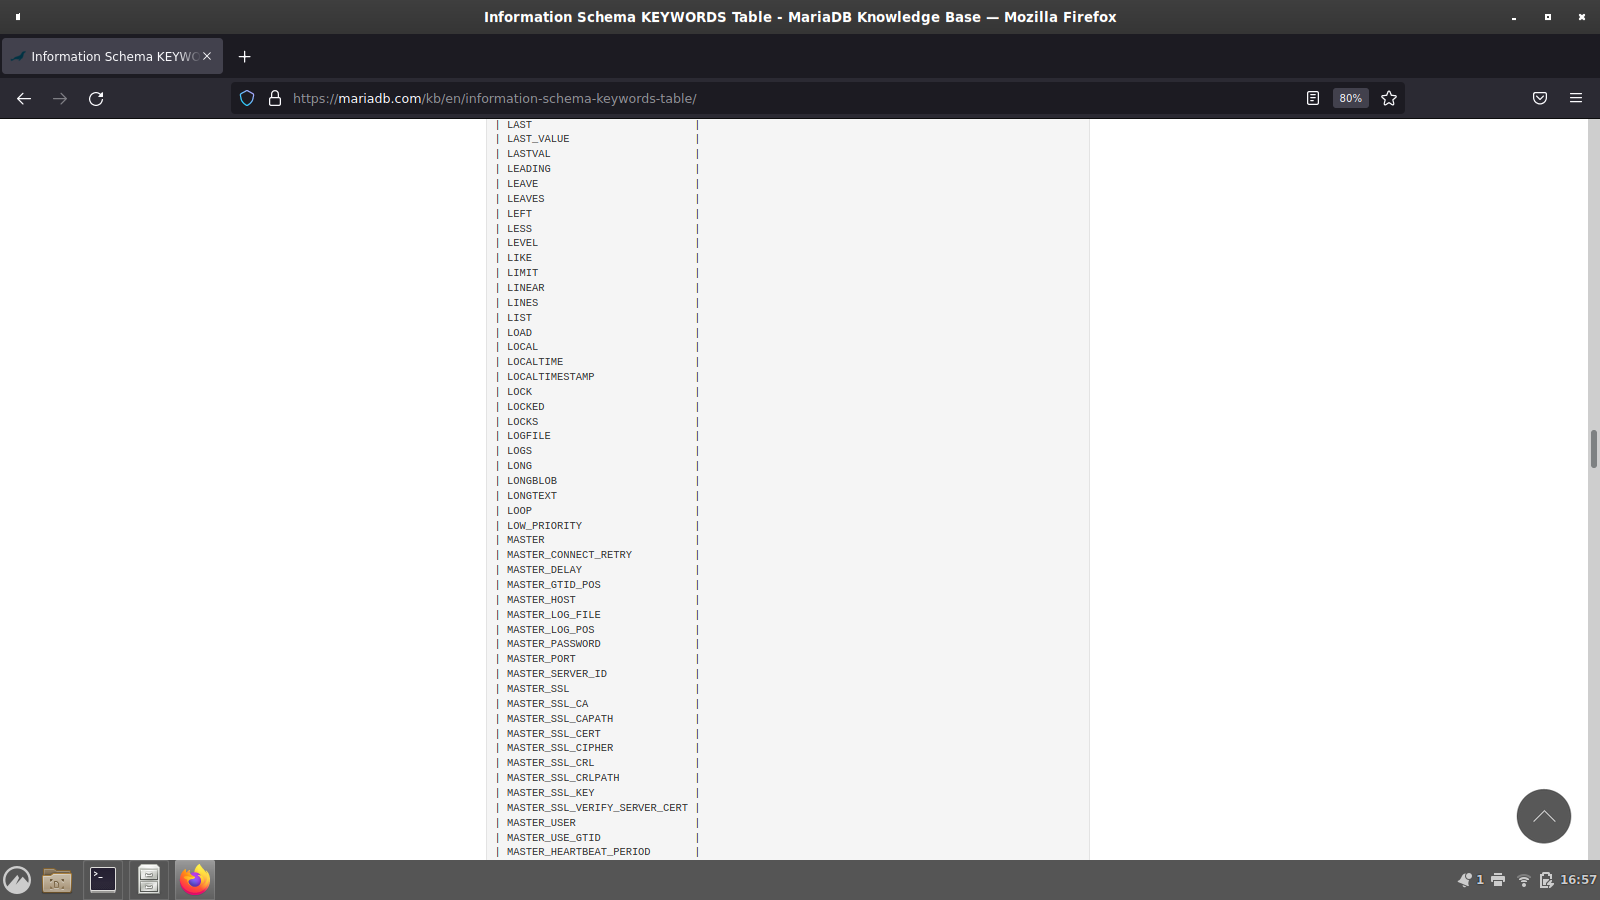 Information Schema KEYWORDS Table - MariaDB Knowledge Base — Mozilla Firefox
Information Schema KEYWO
https://mariadb.com/kb/en/information-schema-keywords-table/
80%
| LAST |
| LAST_VALUE |
| LASTVAL |
| LEADING |
| LEAVE |
| LEAVES |
| LEFT |
| LESS |
| LEVEL |
| LIKE |
| LIMIT |
| LINEAR |
| LINES |
| LIST |
| LOAD |
| LOCAL |
| LOCALTIME |
| LOCALTIMESTAMP |
| LOCK |
| LOCKED |
| LOCKS |
| LOGFILE |
| LOGS |
| LONG |
| LONGBLOB |
| LONGTEXT |
| LOOP |
| LOW_PRIORITY |
| MASTER |
| MASTER_CONNECT_RETRY |
| MASTER_DELAY |
| MASTER_GTID_POS |
| MASTER_HOST |
| MASTER_LOG_FILE |
| MASTER_LOG_POS |
| MASTER_PASSWORD |
| MASTER_PORT |
| MASTER_SERVER_ID |
| MASTER_SSL |
| MASTER_SSL_CA |
| MASTER_SSL_CAPATH |
| MASTER_SSL_CERT |
| MASTER_SSL_CIPHER |
| MASTER_SSL_CRL |
| MASTER_SSL_CRLPATH |
| MASTER_SSL_KEY |
| MASTER_SSL_VERIFY_SERVER_CERT |
| MASTER_USER |
| MASTER_USE_GTID |
| MASTER_HEARTBEAT_PERIOD |
1
16:57